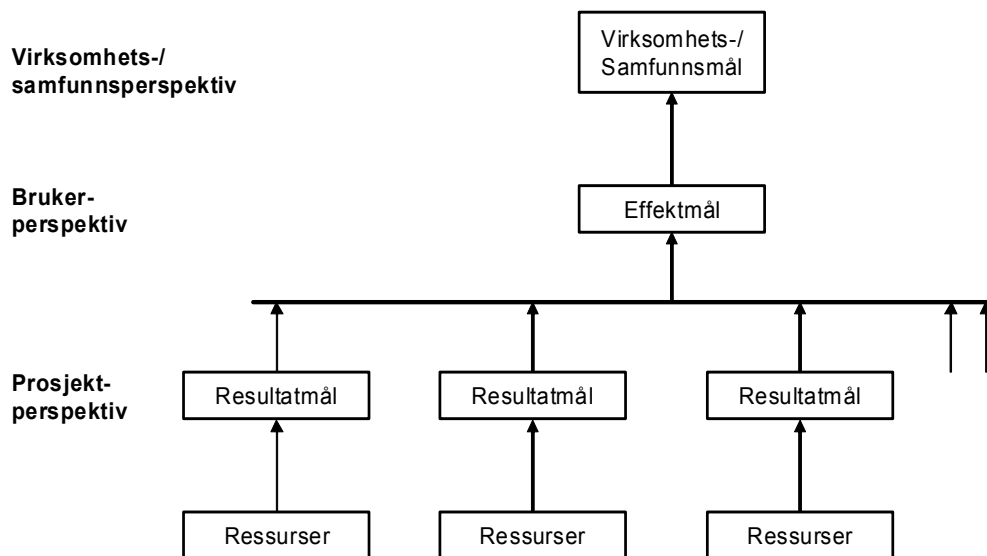 Virksomhets-/
samfunnsperspektiv
Virksomhets-/
Samfunnsmål
Bruker-
perspektiv
Effektmål
Prosjekt-
perspektiv
Resultatmål
Resultatmål
Resultatmål
Ressurser
Ressurser
Ressurser